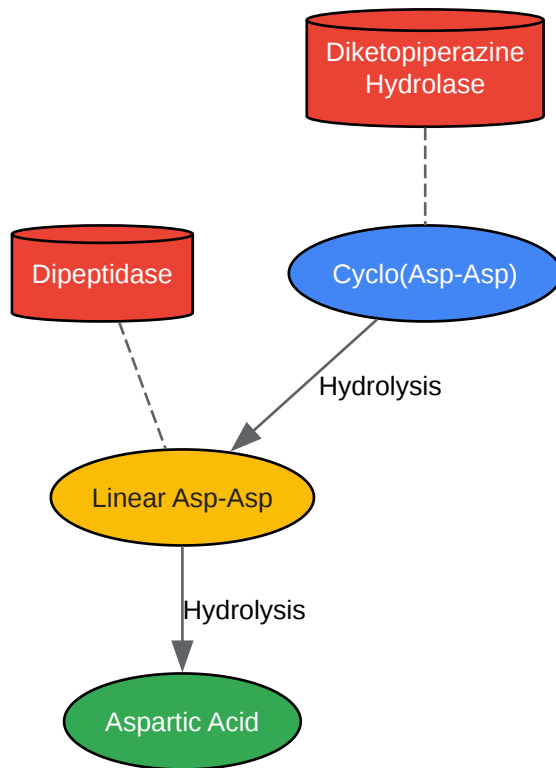 Diketopiperazine
Hydrolase
Dipeptidase
Cyclo(Asp-Asp)
Hydrolysis
Linear Asp-Asp
Hydrolysis
Aspartic Acid